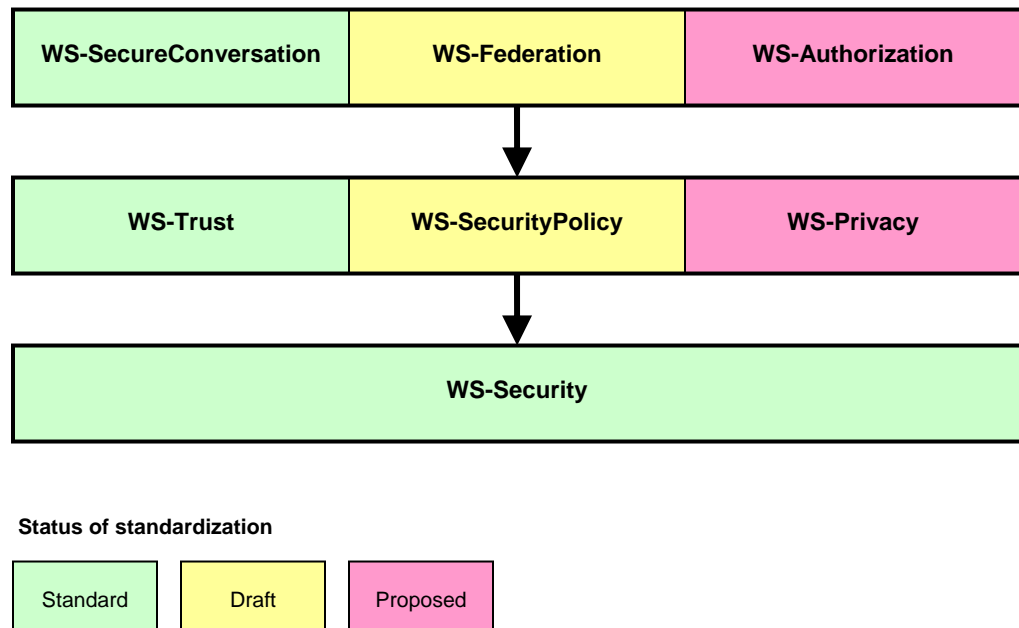 WS-SecureConversation WS-Federation WS-Authorization
WS-Trust WS-SecurityPolicy WS-Privacy
WS-Security
Status of standardization
Standard Draft Proposed